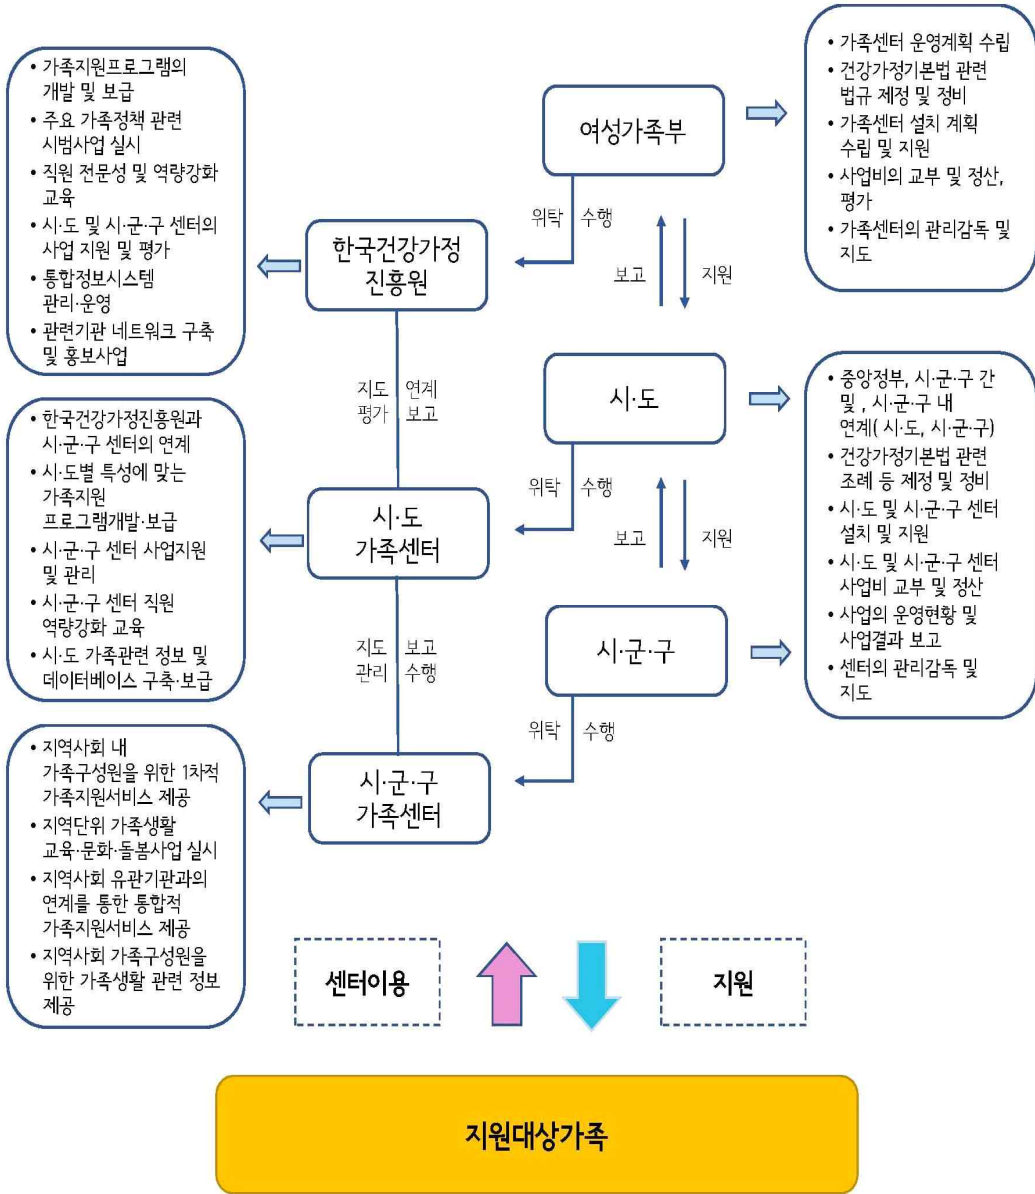 • 가족지원프로그램의
개발 및 보급
• 주요 가족정책 관련
시범사업 실시
• 직원 전문성 및 역량강화
교육
• 시·도 및 시·군·구 센터의
사업 지원 및 평가
• 통합정보시스템
관리·운영
• 관련기관 네트워크 구축
및 홍보사업
여성가족부
• 가족센터 운영계획 수립
• 건강가정기본법 관련
법규 제정 및 정비
• 가족센터 설치 계획
수립 및 지원
• 사업비의 교부 및 정산,
평가
• 가족센터의 관리감독 및
지도
위탁 수행
한국건강가정
진흥원
보고 지원
지도 연계
평가 보고
시·도
• 한국건강가정진흥원과
시·군·구 센터의 연계
• 시·도별 특성에 맞는
가족지원
프로그램개발·보급
• 시·군·구 센터 사업지원
및 관리
• 시·군·구 센터 직원
역량강화 교육
• 시·도 가족관련 정보 및
데이터베이스 구축·보급
위탁 수행
시·도
가족센터
보고 지원
• 중앙정부, 시·군·구 간
및 , 시·군·구 내
연계( 시·도, 시·군·구)
• 건강가정기본법 관련
조례 등 제정 및 정비
• 시·도 및 시·군·구 센터
설치 및 지원
• 시·도 및 시·군·구 센터
사업비 교부 및 정산
• 사업의 운영현황 및
사업결과 보고
• 센터의 관리감독 및
지도
지도 보고
관리 수행
시·군·구
위탁 수행
• 지역사회 내
가족구성원을 위한 1차적
가족지원서비스 제공
• 지역단위 가족생활
교육·문화·돌봄사업 실시
• 지역사회 유관기관과의
연계를 통한 통합적
가족지원서비스 제공
• 지역사회 가족구성원을
위한 가족생활 관련 정보
제공
시·군·구
가족센터
센터이용
지원
지원대상가족